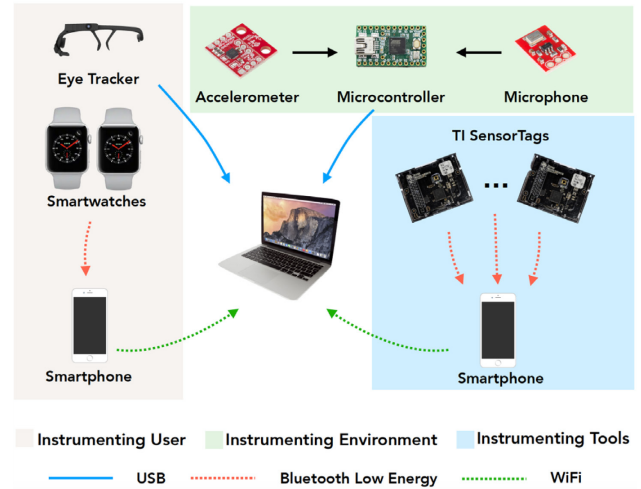 Eye Tracker
Accelerometer
Microcontroller
Microphone
Smartwatches
TI SensorTags
...
Smartphone
Smartphone
Instrumenting User
Instrumenting Environment
Instrumenting Tools
USB
Bluetooth Low Energy
WiFi